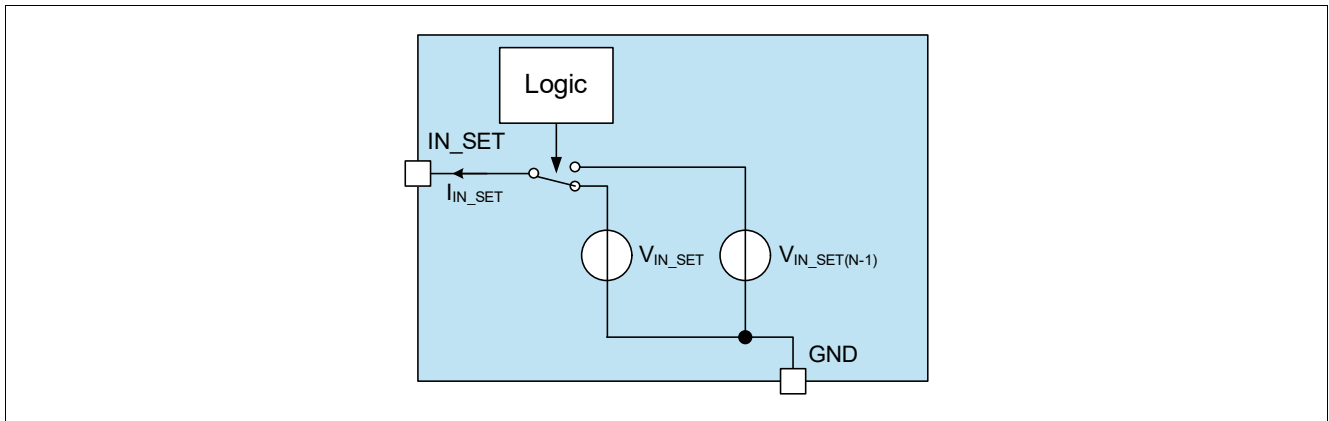 Logic
IN_SET
I_IN_SET
V_IN_SET
V_IN_SET(N-1)
GND